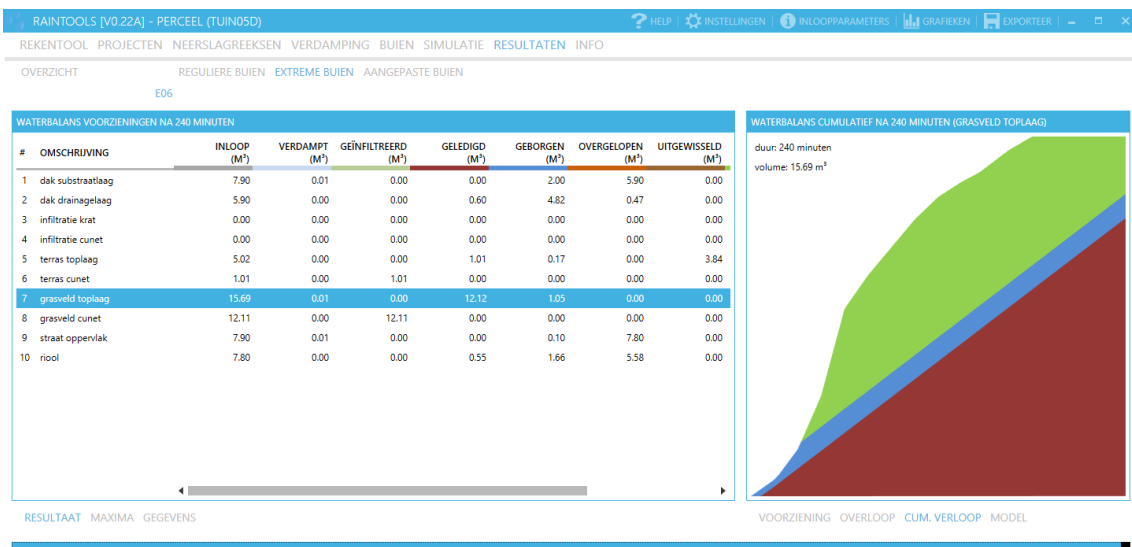 RAINTOOLS [V0.22A] - PERCEEL (TUIN05D) ? HELP | INSTELLINGEN | INLOOPPARAMETERS | GRAFIEKEN | EXPORTEER |
REKENTOOL PROJECTEN NEERSLAGREEKSEN VERDAMPING BUIEN SIMULATIE RESULTATEN INFO
OVERZICHT REGULIERE BUIEN EXTREME BUIEN AANGEPASTE BUIEN
E06
WATERBALANS VOORZIENINGEN NA 240 MINUTEN
# OMSCHRIJVING INLOOP (M³) VERDAMPT (M³) GEÏNFILTREERD (M³) GELEDIGD (M³) GEBORGEN (M³) OVERGELOPEN (M³) UITGEWISSELD (M³)
1 dak substraatlaag 7.90 0.01 0.00 0.00 2.00 5.90 0.00
2 dak drainagelaag 5.90 0.00 0.00 0.60 4.82 0.47 0.00
3 infiltratie krat 0.00 0.00 0.00 0.00 0.00 0.00 0.00
4 infiltratie cunet 0.00 0.00 0.00 0.00 0.00 0.00 0.00
5 terras toplaag 5.02 0.00 0.00 1.01 0.17 0.00 3.84
6 terras cunet 1.01 0.00 1.01 0.00 0.00 0.00 0.00
7 grasveld toplaag 15.69 0.01 0.00 12.12 1.05 0.00 0.00
8 grasveld cunet 12.11 0.00 12.11 0.00 0.00 0.00 0.00
9 straat oppervlak 7.90 0.01 0.00 0.00 0.10 7.80 0.00
10 riool 7.80 0.00 0.00 0.55 1.66 5.58 0.00
RESULTAAT MAXIMA GEGEVENS
WATERBALANS CUMULATIEF NA 240 MINUTEN (GRASVELD TOPLAAG)
duur: 240 minuten
volume: 15.69 m³
VOORZIENING OVERLOOP CUM. VERLOOP MODEL